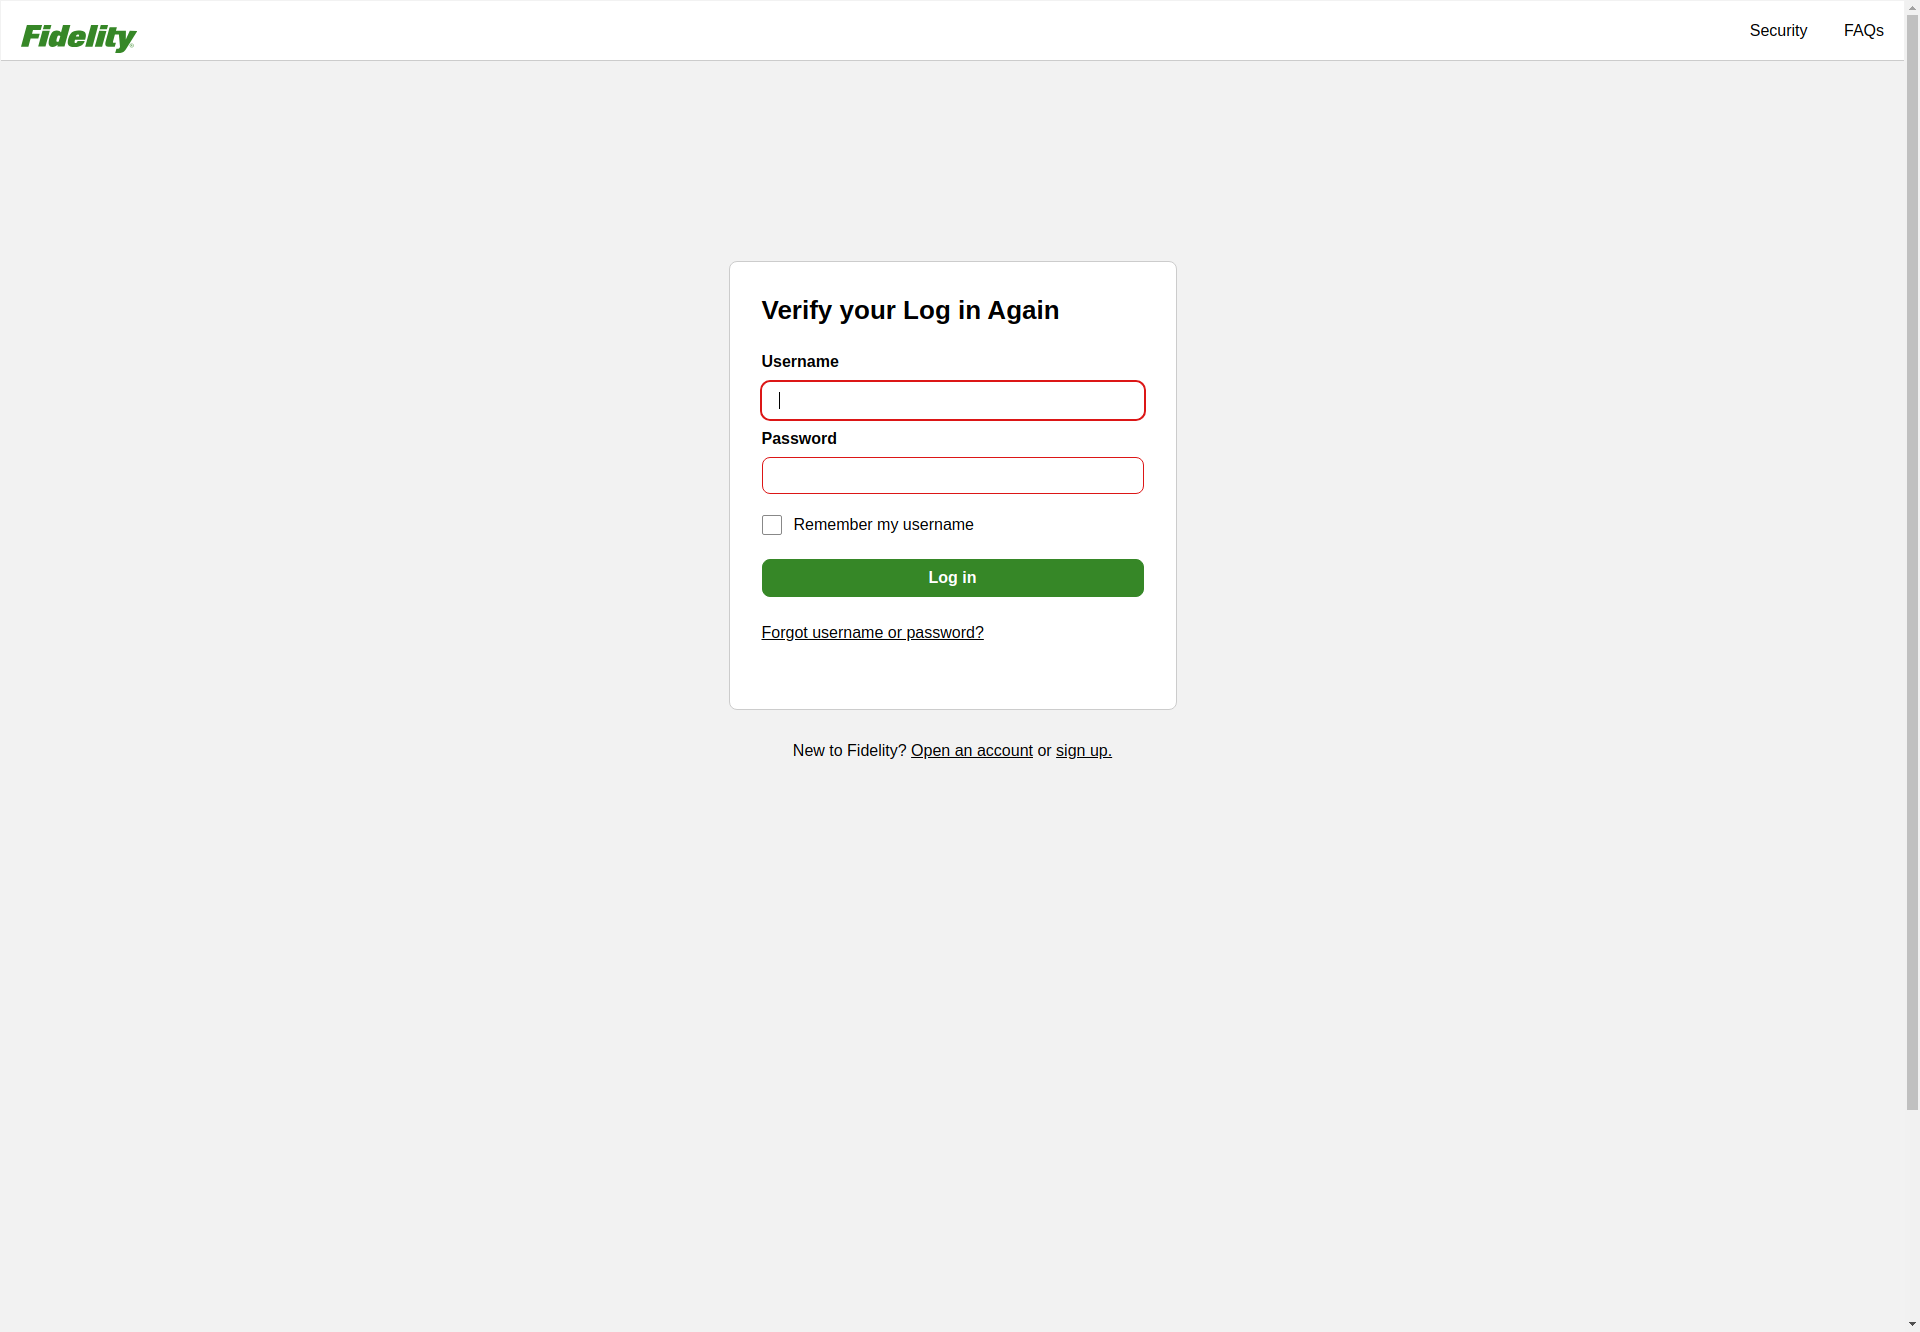 Fidelity
Security
FAQs
Verify your Log in Again
Username
Password
Remember my username
Log in
Forgot username or password?
New to Fidelity? Open an account or sign up.